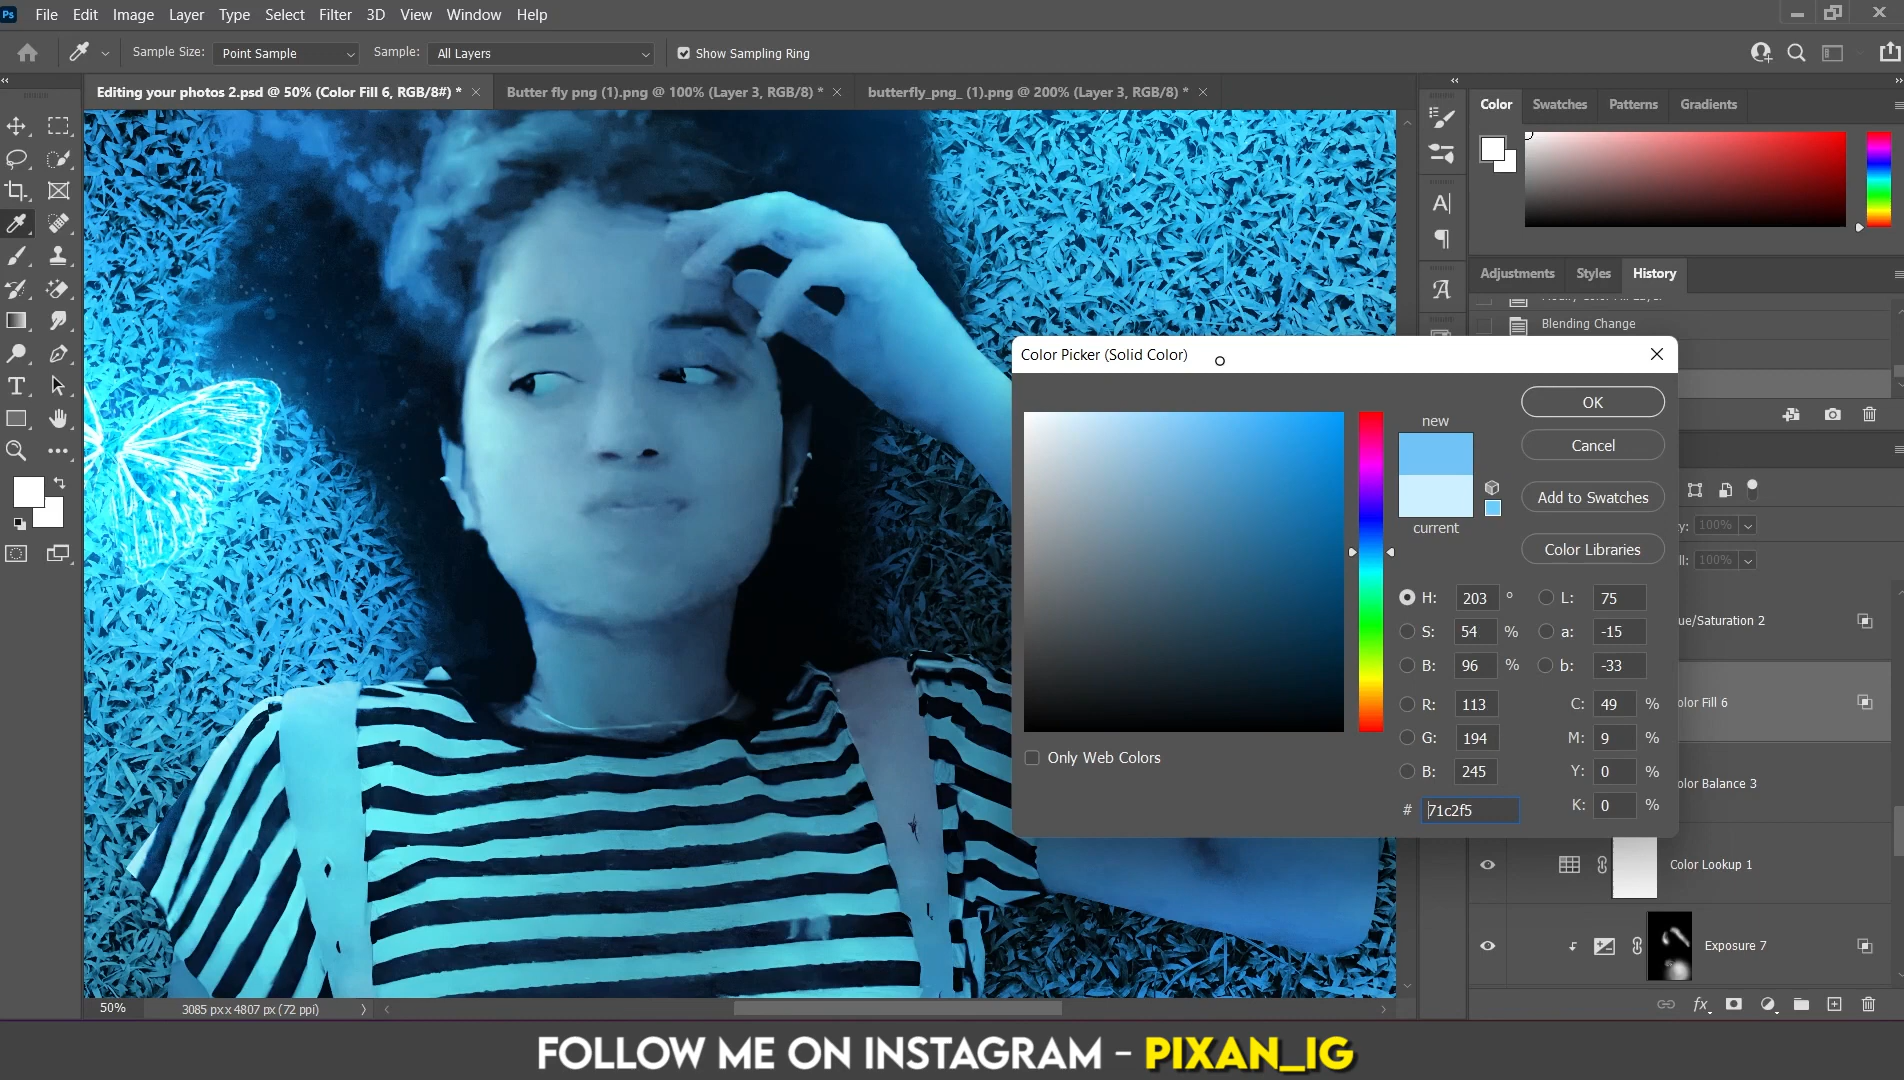 Ps File Edit Image Layer Type Select Filter 3D View Window Help
Sample Size: Point Sample Sample: All Layers Show Sampling Ring
Editing your photos 2.psd @ 50% (Color Fill 6, RGB/8#) * Butter fly png (1).png @ 100% (Layer 3, RGB/8) * butterfly_png_ (1).png @ 200% (Layer 3, RGB/8) *
Color Swatches Patterns Gradients
Adjustments Styles History
Blending Change
Color Picker (Solid Color)
OK
new
Cancel
Add to Swatches
current
Color Libraries
H: 203 ° L: 75
S: 54 % a: -15
B: 96 % b: -33
R: 113 C: 49 %
G: 194 M: 9 %
B: 245 Y: 0 %
K: 0 %
# 71c2f5
Only Web Colors
y: 100%
ll: 100%
ue/Saturation 2
olor Fill 6
olor Balance 3
Color Lookup 1
Exposure 7
50% 3085 px x 4807 px (72 ppi)
FOLLOW ME ON INSTAGRAM - PIXAN_IG